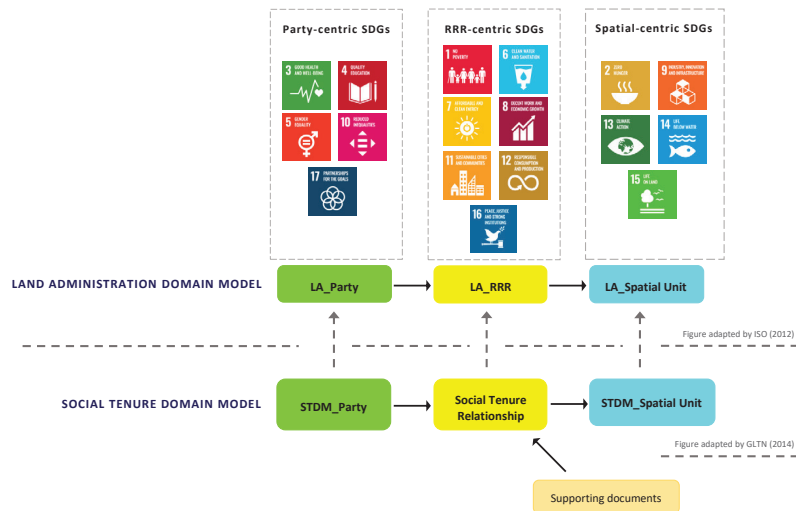 Party-centric SDGs
RRR-centric SDGs
Spatial-centric SDGs
3 GOOD HEALTH
AND WELL-BEING
4 QUALITY
EDUCATION
5 GENDER
EQUALITY
10 REDUCED
INEQUALITIES
17 PARTNERSHIPS
FOR THE GOALS
1 NO
POVERTY
6 CLEAN WATER
AND SANITATION
7 AFFORDABLE AND
CLEAN ENERGY
8 DECENT WORK AND
ECONOMIC GROWTH
11 SUSTAINABLE CITIES
AND COMMUNITIES
12 RESPONSIBLE
CONSUMPTION
AND PRODUCTION
16 PEACE, JUSTICE
AND STRONG
INSTITUTIONS
2 ZERO
HUNGER
9 INDUSTRY, INNOVATION
AND INFRASTRUCTURE
13 CLIMATE
ACTION
14 LIFE
BELOW WATER
15 LIFE
ON LAND
LAND ADMINISTRATION DOMAIN MODEL
LA_Party
LA_RRR
LA_Spatial Unit
Figure adapted by ISO (2012)
SOCIAL TENURE DOMAIN MODEL
STDM_Party
Social Tenure
Relationship
STDM_Spatial Unit
Figure adapted by GLTN (2014)
Supporting documents